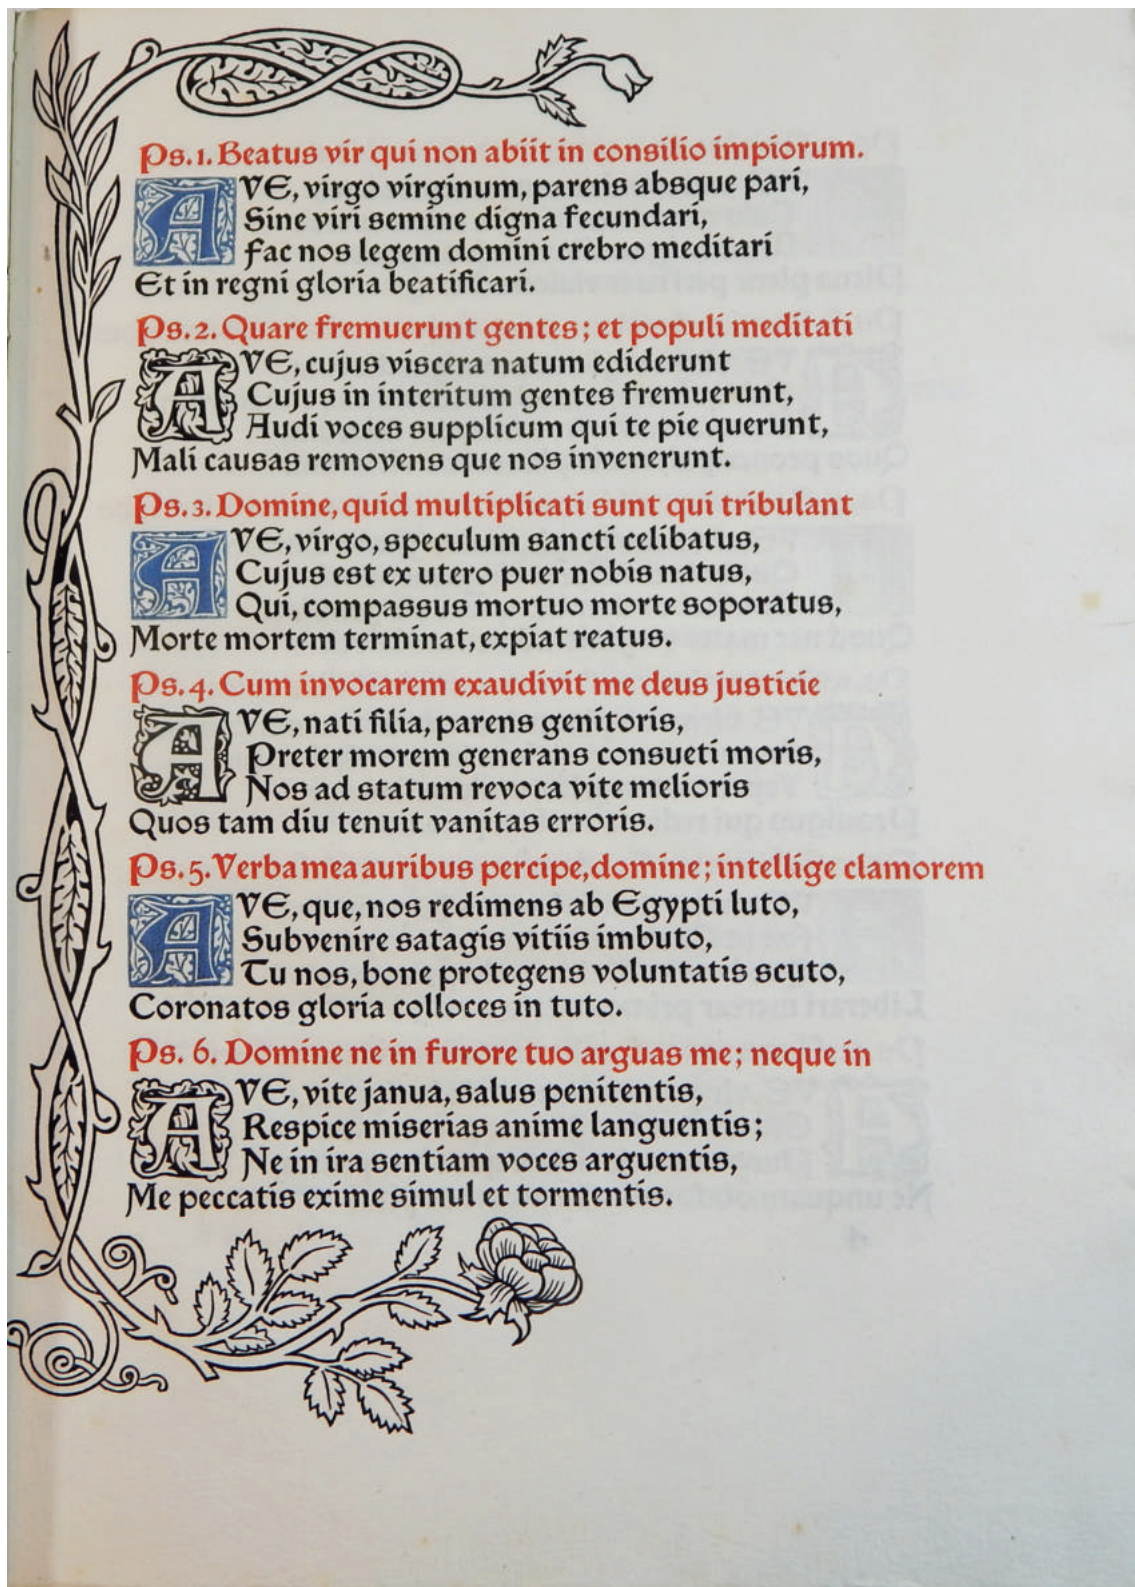 Ps. 1. Beatus vir qui non abiit in consilio impiorum.
AVE, virgo virginum, parens absque pari,
Sine viri semine digna fecundari,
Fac nos legem domini crebro meditari
Et in regni gloria beatificari.
Ps. 2. Quare fremuerunt gentes; et populi meditati
AVE, cujus viscera natum ediderunt
Cujus in interitum gentes fremuerunt,
Audi voces supplicum qui te pie querunt,
Mali causas removens que nos invenerunt.
Ps. 3. Domine, quid multiplicati sunt qui tribulant
AVE, virgo, speculum sancti celibatus,
Cujus est ex utero puer nobis natus,
Qui, compassus mortuo morte soporatus,
Morte mortem terminat, expiat reatus.
Ps. 4. Cum invocarem exaudivit me deus justicie
AVE, nati filia, parens genitoris,
Preter morem generans consueti moris,
Nos ad statum revoca vite melioris
Quos tam diu tenuit vanitas erroris.
Ps. 5. Verba mea auribus percipe, domine; intellige clamorem
AVE, que, nos redimens ab Egypti luto,
Subvenire satagis vitiis imbuto,
Tu nos, bone protegens voluntatis scuto,
Coronatos gloria colloces in tuto.
Ps. 6. Domine ne in furore tuo arguas me; neque in
AVE, vite janua, salus penitentis,
Respice miserias anime languentis;
Ne in ira sentiam voces arguentis,
Me peccatis exime simul et tormentis.